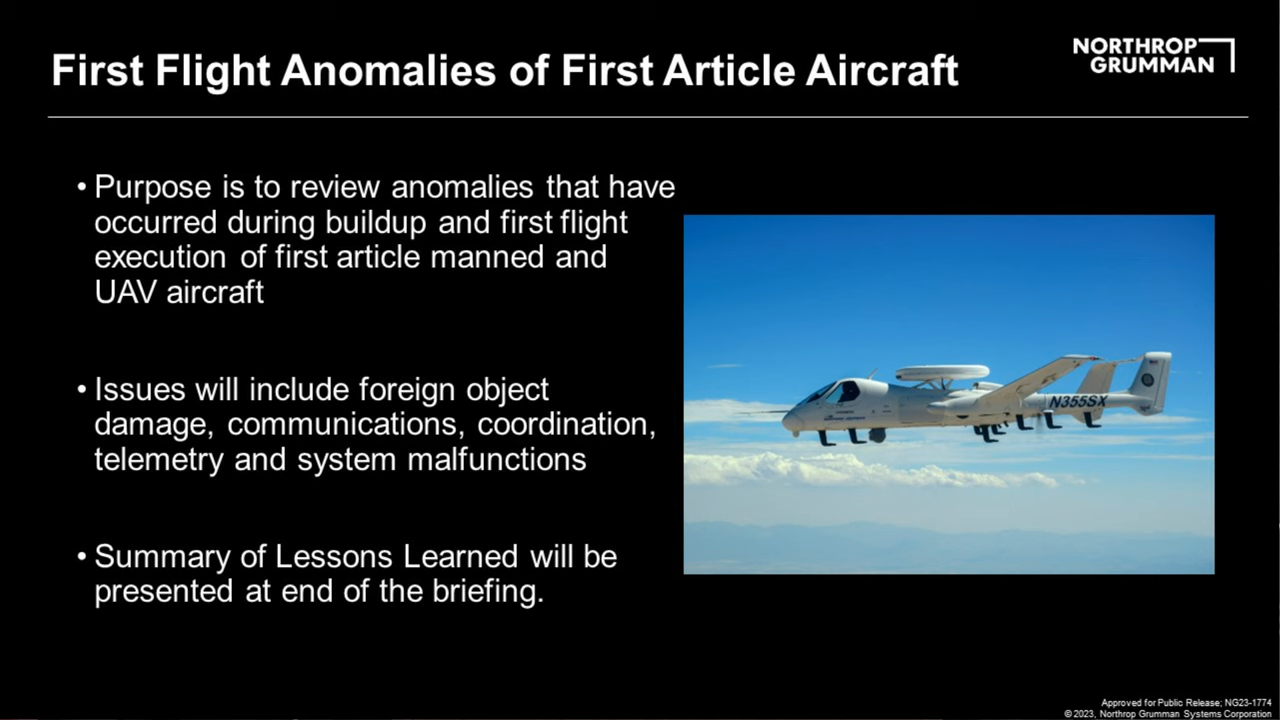 First Flight Anomalies of First Article Aircraft
NORTHROP
GRUMMAN
• Purpose is to review anomalies that have
occurred during buildup and first flight
execution of first article manned and
UAV aircraft
• Issues will include foreign object
damage, communications, coordination,
telemetry and system malfunctions
• Summary of Lessons Learned will be
presented at end of the briefing.
N355SX
Approved for Public Release; NG23-1774
© 2023, Northrop Grumman Systems Corporation